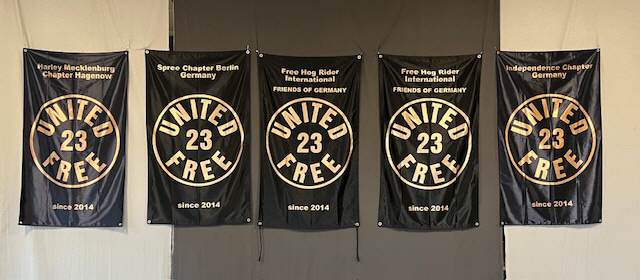 Harley Mecklenburg
Chapter Hagenow
UNITED
23
FREE
since 2014
Spree Chapter Berlin
Germany
UNITED
23
FREE
since 2014
Free Hog Rider
International
FRIENDS OF GERMANY
UNITED
23
FREE
since 2014
Free Hog Rider
International
FRIENDS OF GERMANY
UNITED
23
FREE
since 2014
Independence Chapter
Germany
UNITED
23
FREE
since 2014